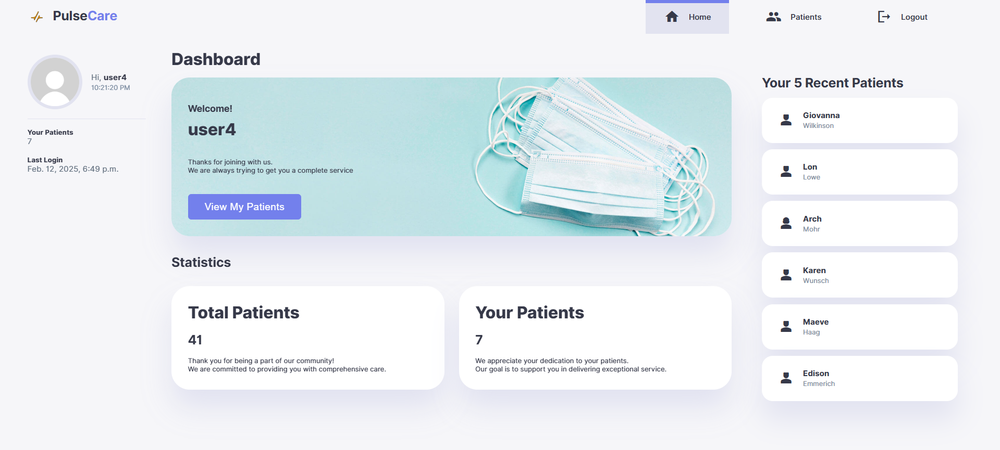 PulseCare
Home
Patients
Logout
Hi, user4
10:21:20 PM
Your Patients
7
Last Login
Feb. 12, 2025, 6:49 p.m.
Dashboard
Welcome!
user4
Thanks for joining with us.
We are always trying to get you a complete service
View My Patients
Statistics
Total Patients
41
Thank you for being a part of our community!
We are committed to providing you with comprehensive care.
Your Patients
7
We appreciate your dedication to your patients.
Our goal is to support you in delivering exceptional service.
Your 5 Recent Patients
Giovanna
Wilkinson
Lon
Lowe
Arch
Mohr
Karen
Wunsch
Maeve
Haag
Edison
Emmerich